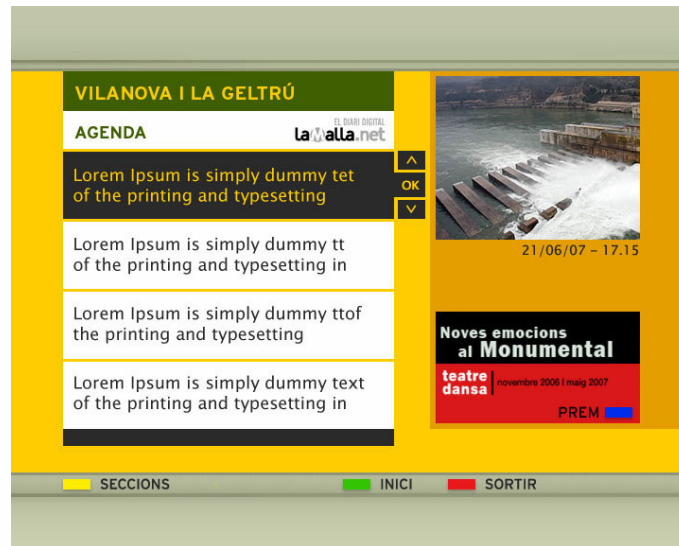 VILANOVA I LA GELTRÚ
AGENDA
EL DIARI DIGITAL
laMalla.net
Lorem Ipsum is simply dummy tet
of the printing and typesetting
OK
Lorem Ipsum is simply dummy tt
of the printing and typesetting in
Lorem Ipsum is simply dummy ttof
the printing and typesetting
Lorem Ipsum is simply dummy text
of the printing and typesetting in
21/06/07 – 17.15
Noves emocions
al Monumental
teatre
dansa
novembre 2006 I maig 2007
PREM
SECCIONS
INICI
SORTIR